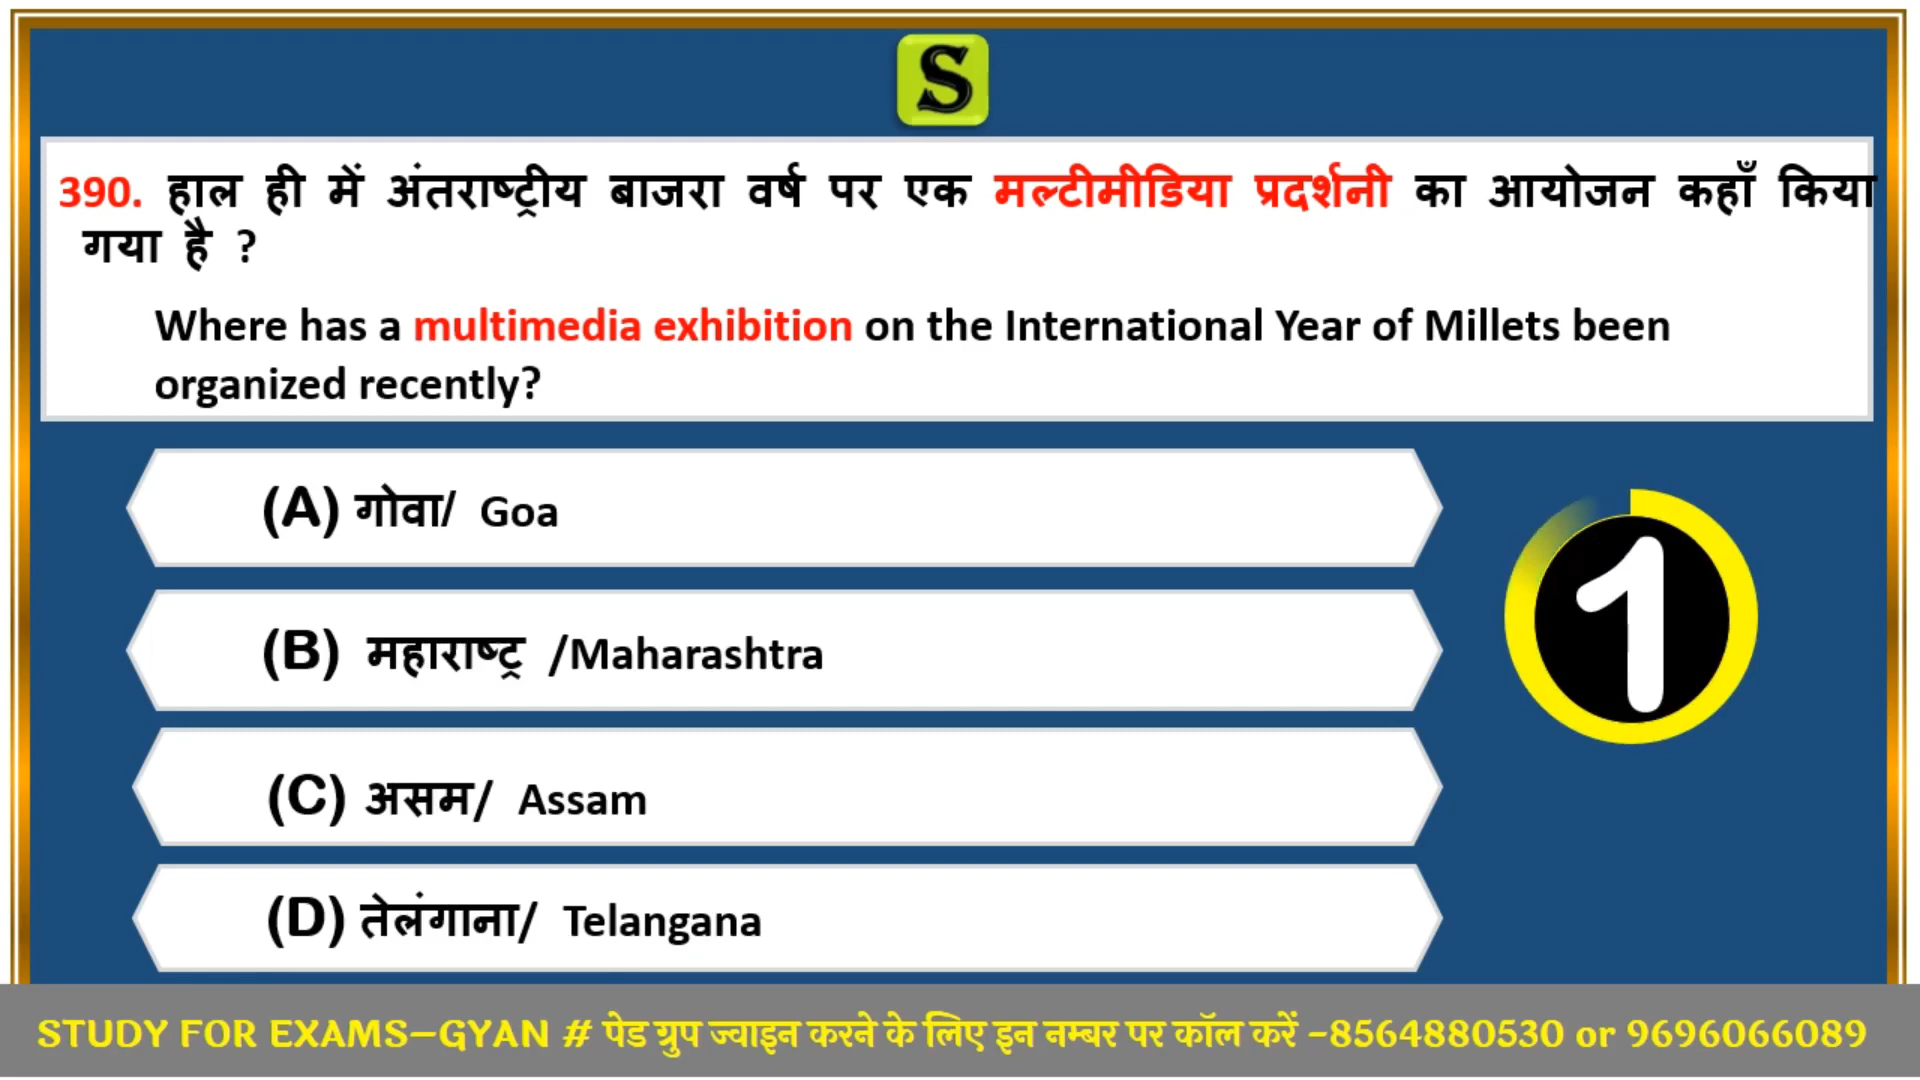 S
390. हाल ही में अंतराष्ट्रीय बाजरा वर्ष पर एक मल्टीमीडिया प्रदर्शनी का आयोजन कहाँ किया
गया है ?
Where has a multimedia exhibition on the International Year of Millets been
organized recently?
(A) गोवा/ Goa
(B) महाराष्ट्र /Maharashtra
1
(C) असम/ Assam
(D) तेलंगाना/ Telangana
STUDY FOR EXAMS–GYAN # पेड ग्रुप ज्वाइन करने के लिए इन नम्बर पर कॉल करें -8564880530 or 9696066089